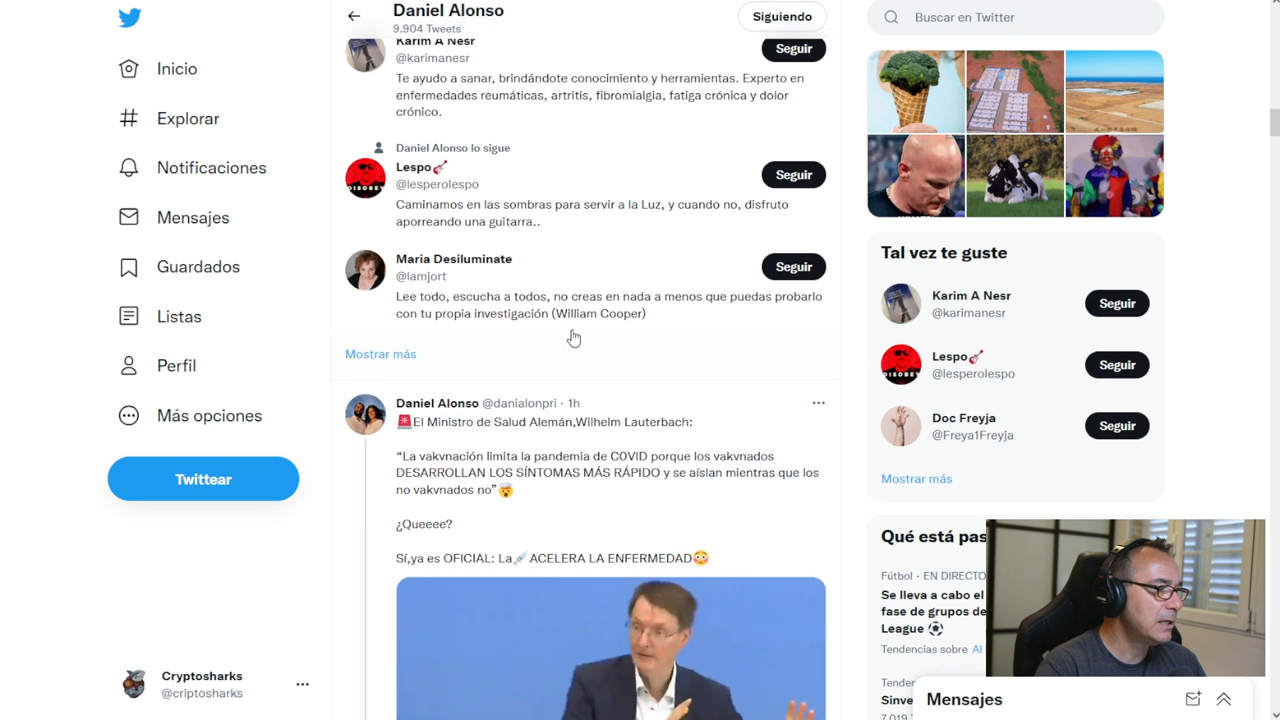 Inicio
Explorar
Notificaciones
Mensajes
Guardados
Listas
Perfil
Más opciones
Twittear
Cryptosharks
@criptosharks
Daniel Alonso
9.904 Tweets
Siguiendo
Karim A Nesr
@karimanesr
Seguir
Te ayudo a sanar, brindándote conocimiento y herramientas. Experto en
enfermedades reumáticas, artritis, fibromialgia, fatiga crónica y dolor
crónico.
Daniel Alonso lo sigue
Lespo🎸
@lesperolespo
Seguir
Caminamos en las sombras para servir a la Luz, y cuando no, disfruto
aporreando una guitarra..
Maria Desiluminate
@lamjort
Seguir
Lee todo, escucha a todos, no creas en nada a menos que puedas probarlo
con tu propia investigación (William Cooper)
Mostrar más
Daniel Alonso @danialonpri · 1h
🚨El Ministro de Salud Alemán,Wilhelm Lauterbach:
“La vakvnación limita la pandemia de C0VID porque los vakvnados
DESARROLLAN LOS SÍNTOMAS MÁS RÁPIDO y se aíslan mientras que los
no vakvnados no”🤯
¿Queeee?
Sí,ya es OFICIAL: La💉 ACELERA LA ENFERMEDAD😳
Buscar en Twitter
Tal vez te guste
Karim A Nesr
@karimanesr
Seguir
Lespo🎸
@lesperolespo
Seguir
Doc Freyja
@Freya1Freyja
Seguir
Mostrar más
Qué está pas
Fútbol · EN DIRECTO
Se lleva a cabo el
fase de grupos de
League ⚽
Tendencias sobre Al
Tender
Sinve
Mensajes